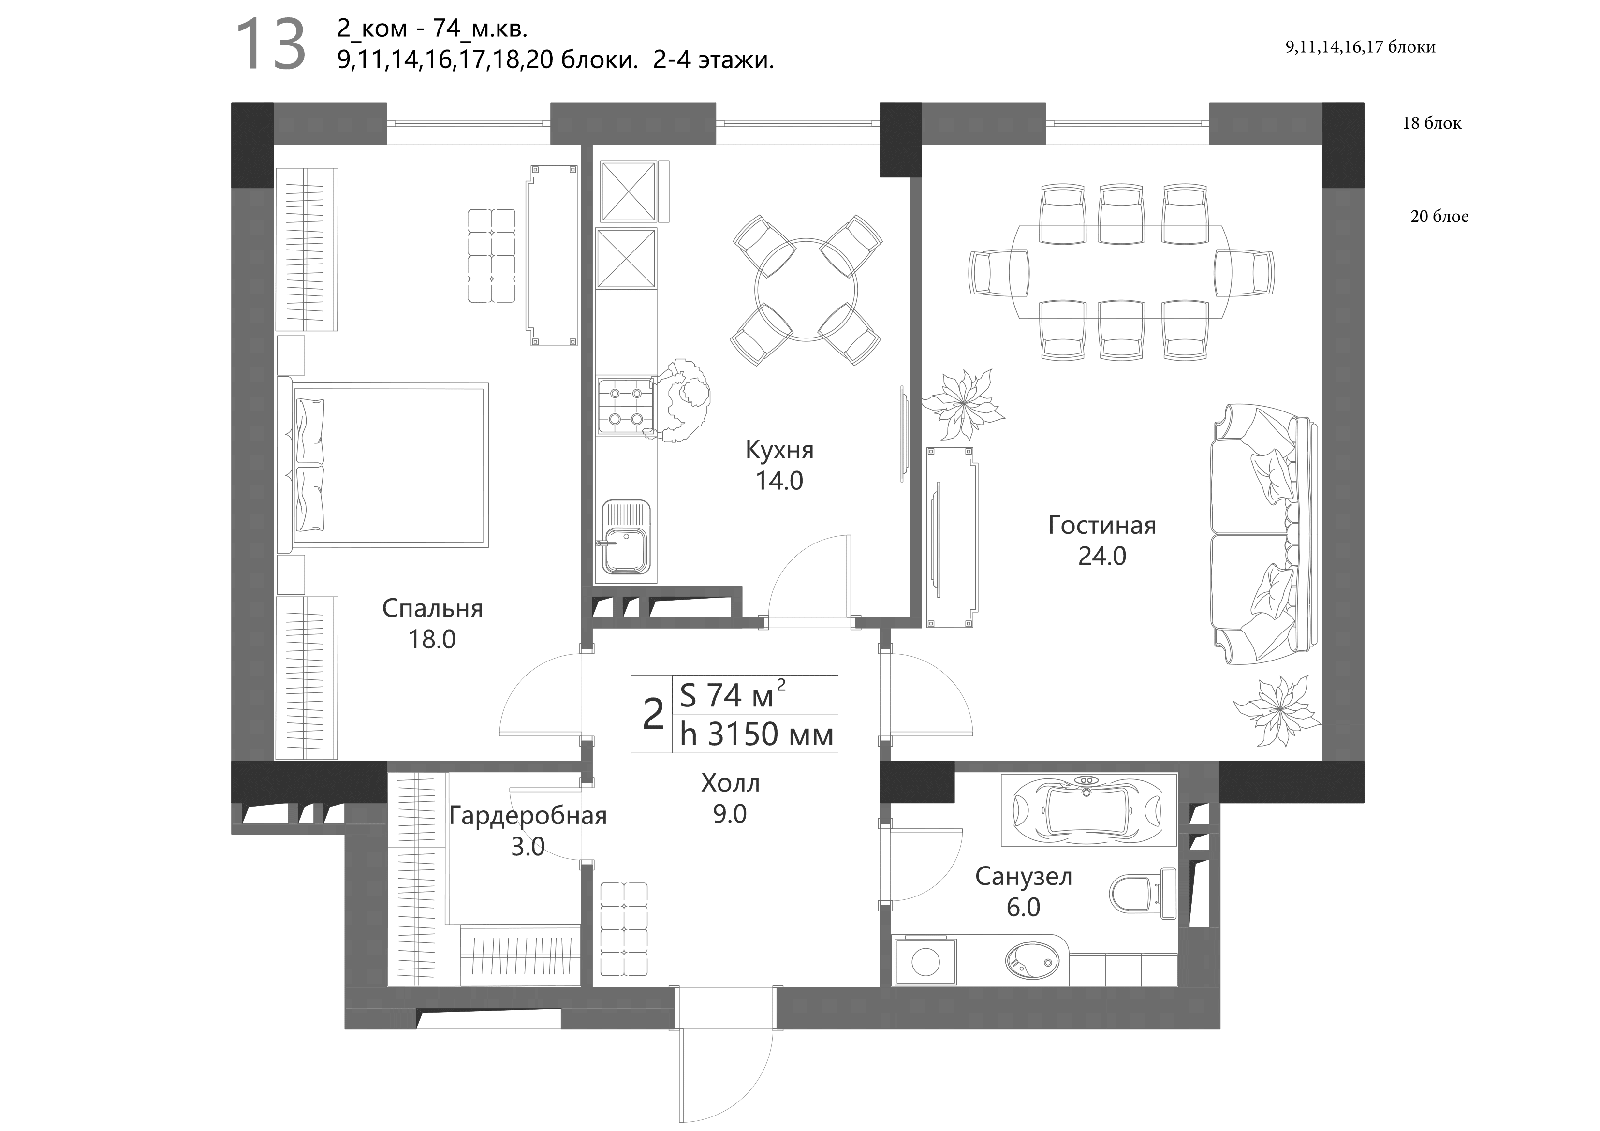 13
2_ком - 74_м.кв.
9,11,14,16,17,18,20 блоки. 2-4 этажи.
9,11,14,16,17 блоки
18 блок
20 блое
Кухня
14.0
Гостиная
24.0
Спальня
18.0
2
S 74 м²
h 3150 мм
Холл
9.0
Гардеробная
3.0
Санузел
6.0